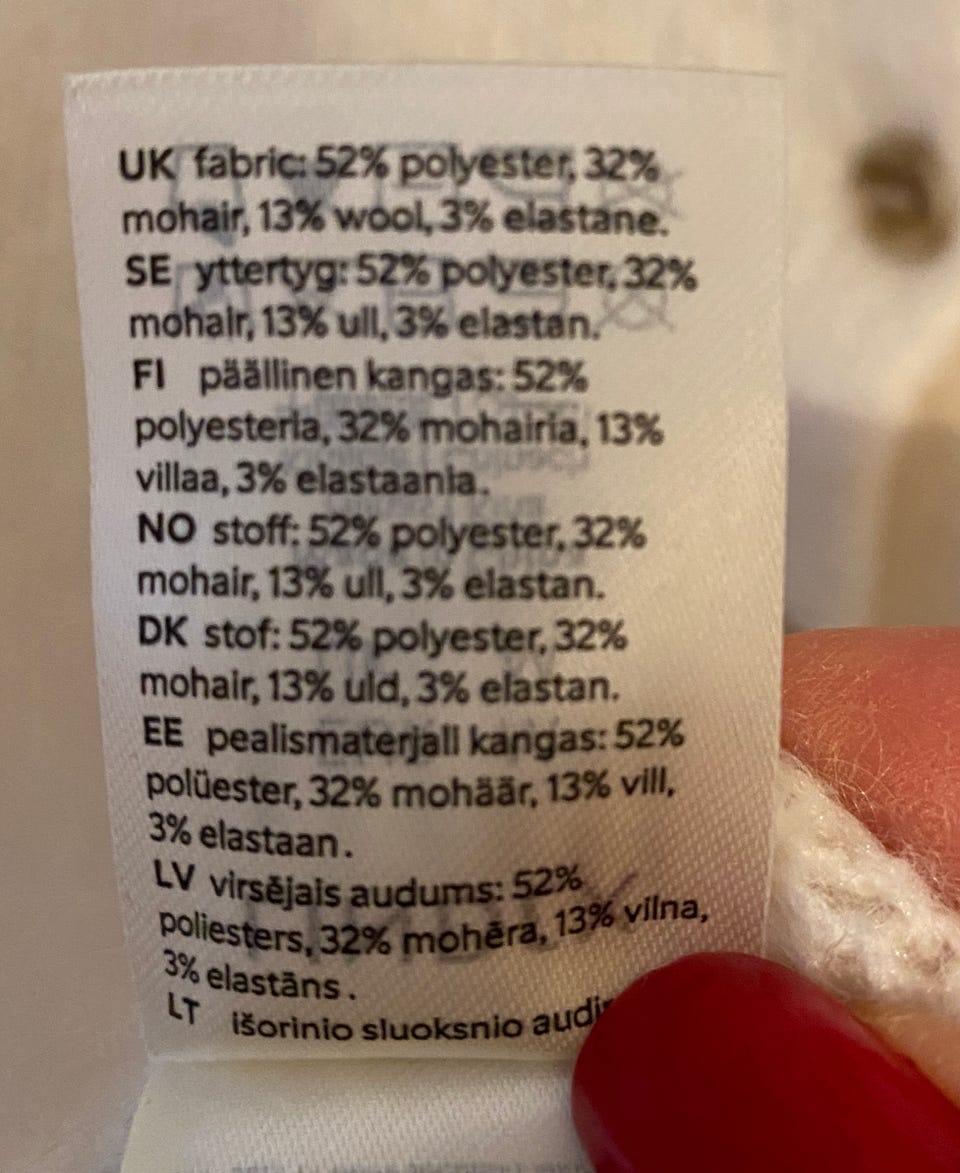 UK fabric: 52% polyester, 32%
mohair, 13% wool, 3% elastane.
SE yttertyg: 52% polyester, 32%
mohair, 13% ull, 3% elastan.
FI päällinen kangas: 52%
polyesteria, 32% mohairia, 13%
villaa, 3% elastaania.
NO stoff: 52% polyester, 32%
mohair, 13% ull, 3% elastan.
DK stof: 52% polyester, 32%
mohair, 13% uld, 3% elastan.
EE pealismaterjali kangas: 52%
polüester, 32% mohäär, 13% vill,
3% elastaan.
LV virsējais audums: 52%
poliesters, 32% mohēra, 13% vilna,
3% elastāns.
LT išorinio sluoksnio